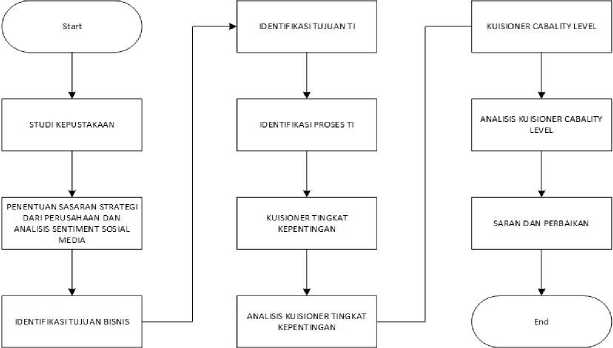 Start
STUDI KEPUSTAKAAN
PENENTUAN SASARAN STRATEGI
DARI PERUSAHAAN DAN
ANALISIS SENTIMENT SOSIAL
MEDIA
IDENTIFIKASI TUJUAN BISNIS
IDENTIFIKASI TUJUAN TI
IDENTIFIKASI PROSES TI
KUISIONER TINGKAT
KEPENTINGAN
ANALISIS KUISIONER TINGKAT
KEPENTINGAN
KUISIONER CABALITY LEVEL
ANALISIS KUISIONER CABALITY
LEVEL
SARAN DAN PERBAIKAN
End